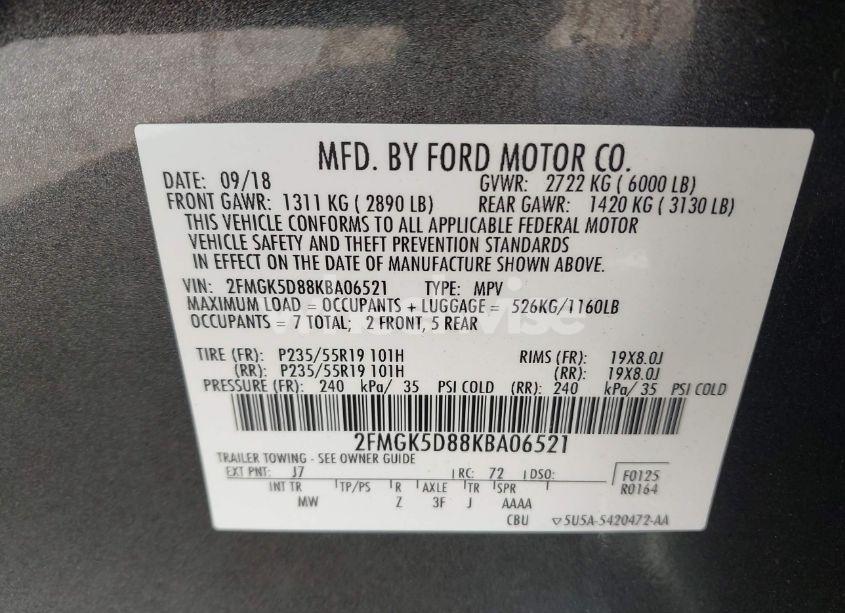 MFD. BY FORD MOTOR CO.
DATE: 09/18 GVWR: 2722 KG ( 6000 LB)
FRONT GAWR: 1311 KG ( 2890 LB) REAR GAWR: 1420 KG ( 3130 LB)
THIS VEHICLE CONFORMS TO ALL APPLICABLE FEDERAL MOTOR
VEHICLE SAFETY AND THEFT PREVENTION STANDARDS
IN EFFECT ON THE DATE OF MANUFACTURE SHOWN ABOVE.
VIN: 2FMGK5D88KBA06521 TYPE: MPV
MAXIMUM LOAD = OCCUPANTS + LUGGAGE = 526KG/1160LB
OCCUPANTS = 7 TOTAL; 2 FRONT, 5 REAR
TIRE (FR): P235/55R19 101H RIMS (FR): 19X8.0J
(RR): P235/55R19 101H (RR): 19X8.0J
PRESSURE (FR): 240 kPa/ 35 PSI COLD (RR): 240 kPa/ 35 PSI COLD
2FMGK5D88KBA06521
TRAILER TOWING - SEE OWNER GUIDE
EXT PNT: J7 RC: 72 DSO: F0125
R0164
INT TR TP/PS R AXLE TR SPR
MW Z 3F J AAAA
CBU ▽5U5A-5420472-AA